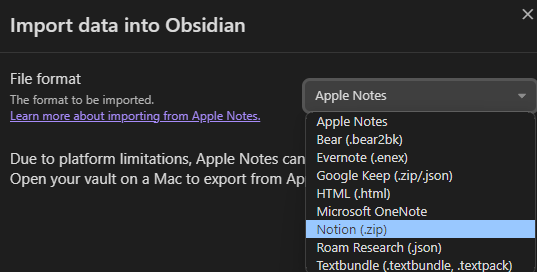 Import data into Obsidian
File format
The format to be imported.
Learn more about importing from Apple Notes.
Apple Notes
Apple Notes
Bear (.bear2bk)
Evernote (.enex)
Google Keep (.zip/.json)
HTML (.html)
Microsoft OneNote
Notion (.zip)
Roam Research (.json)
Textbundle (.textbundle, .textpack)
Due to platform limitations, Apple Notes can
Open your vault on a Mac to export from Ap